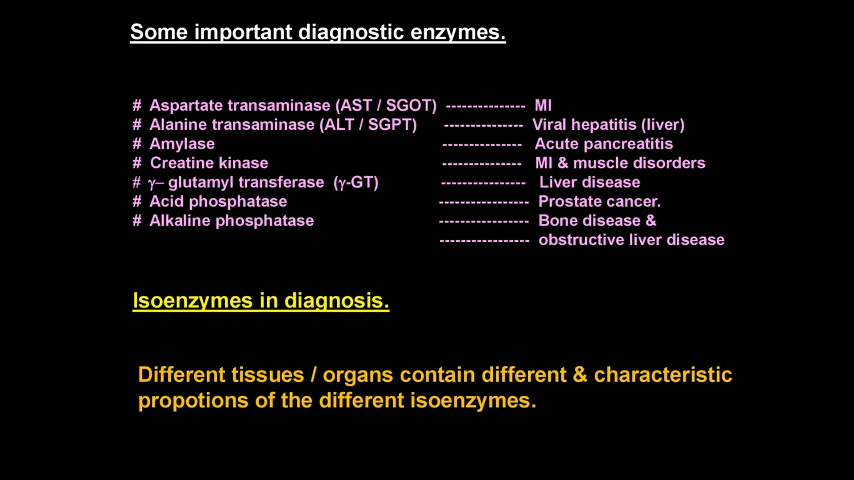 Some important diagnostic enzymes.
# Aspartate transaminase (AST / SGOT) --------------- MI
# Alanine transaminase (ALT / SGPT) --------------- Viral hepatitis (liver)
# Amylase --------------- Acute pancreatitis
# Creatine kinase --------------- MI & muscle disorders
# γ– glutamyl transferase (γ-GT) ---------------- Liver disease
# Acid phosphatase ----------------- Prostate cancer.
# Alkaline phosphatase ----------------- Bone disease &
----------------- obstructive liver disease
Isoenzymes in diagnosis.
Different tissues / organs contain different & characteristic
propotions of the different isoenzymes.